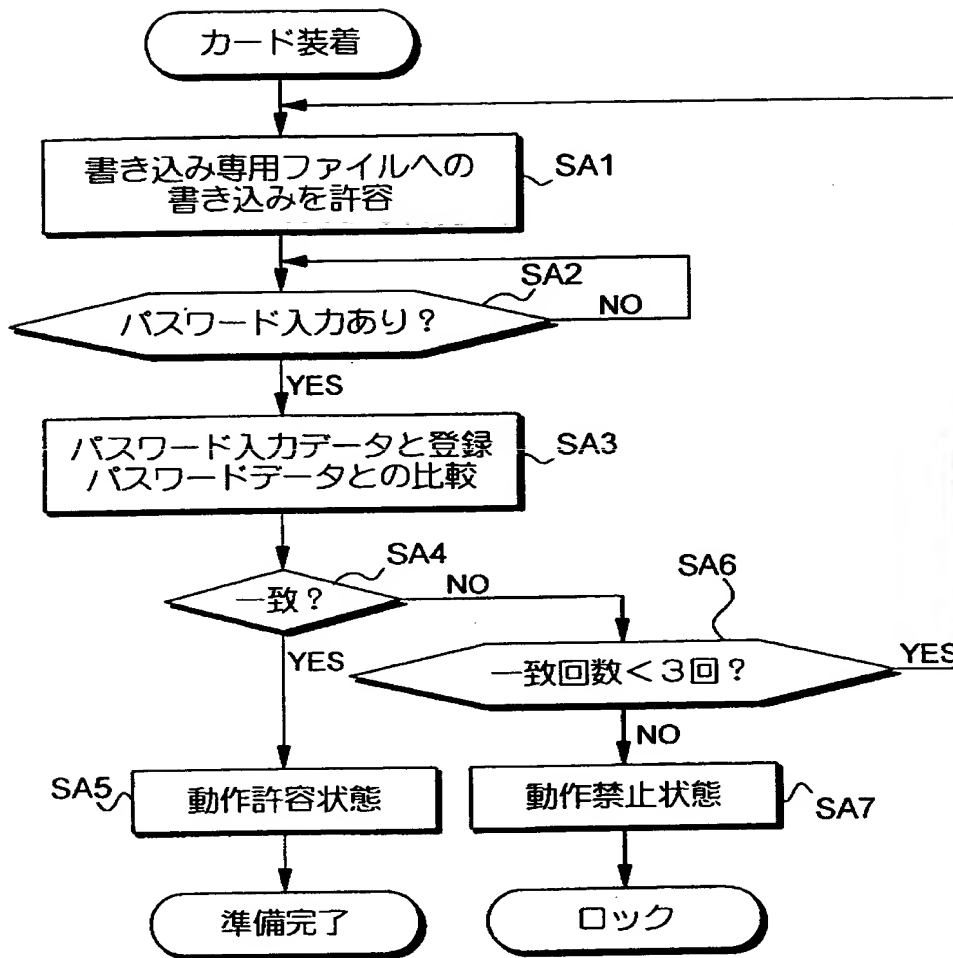 カード装着
書き込み専用ファイルへの
書き込みを許容
SA1
SA2
パスワード入力あり？
NO
YES
パスワード入力データと登録
パスワードデータとの比較
SA3
SA4
一致？
NO
SA6
YES
一致回数＜3回？
YES
NO
SA5
動作許容状態
動作禁止状態
SA7
準備完了
ロック